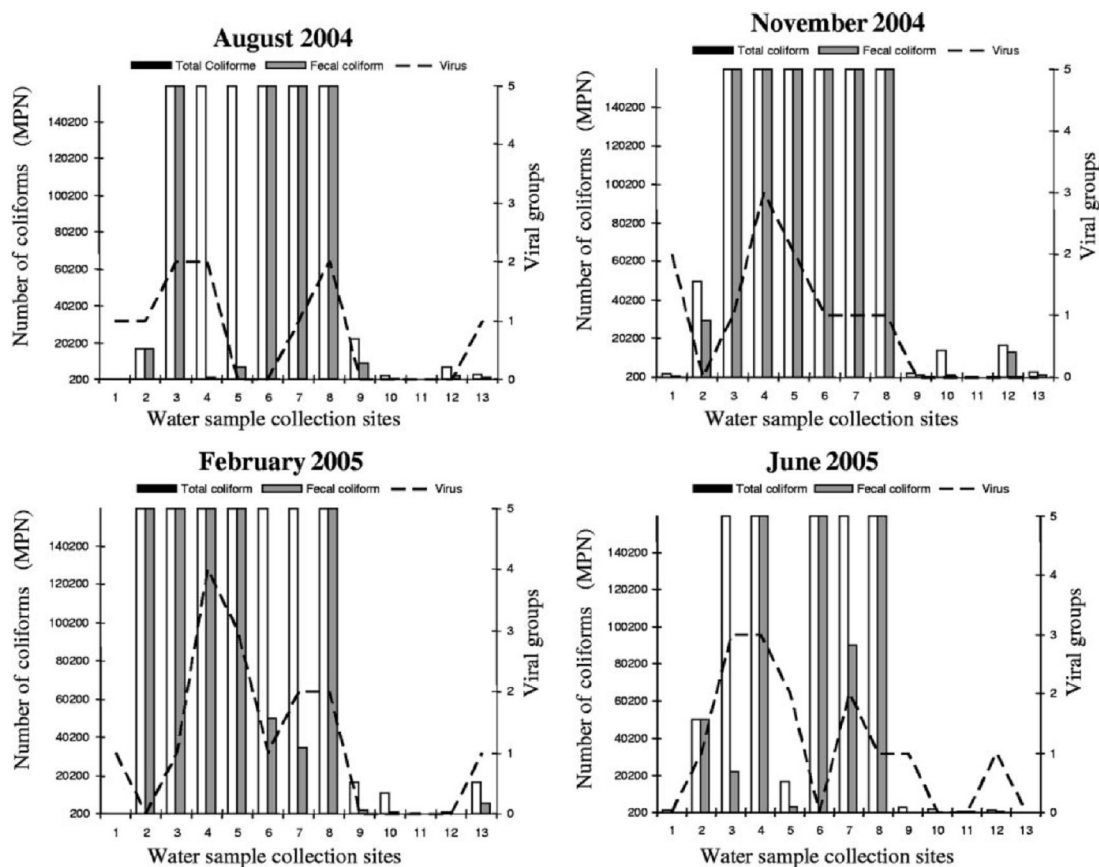 August 2004
Total Coliforme Fecal coliform Virus
Number of coliforms (MPN)
140200
120200
100200
80200
60200
40200
20200
200
5
4
3
2
1
0
Viral groups
1 2 3 4 5 6 7 8 9 10 11 12 13
Water sample collection sites
November 2004
Total coliform Fecal coliform Virus
Number of coliforms (MPN)
140200
120200
100200
80200
60200
40200
20200
200
5
4
3
2
1
0
Viral groups
1 2 3 4 5 6 7 8 9 10 11 12 13
Water sample collection sites
February 2005
Total coliform Fecal coliform Virus
Number of coliforms (MPN)
140200
120200
100200
80200
60200
40200
20200
200
5
4
3
2
1
0
Viral groups
1 2 3 4 5 6 7 8 9 10 11 12 13
Water sample collection sites
June 2005
Total coliform Fecal coliform Virus
Number of coliforms (MPN)
140200
120200
100200
80200
60200
40200
20200
200
5
4
3
2
1
0
Viral groups
1 2 3 4 5 6 7 8 9 10 11 12 13
Water sample collection sites